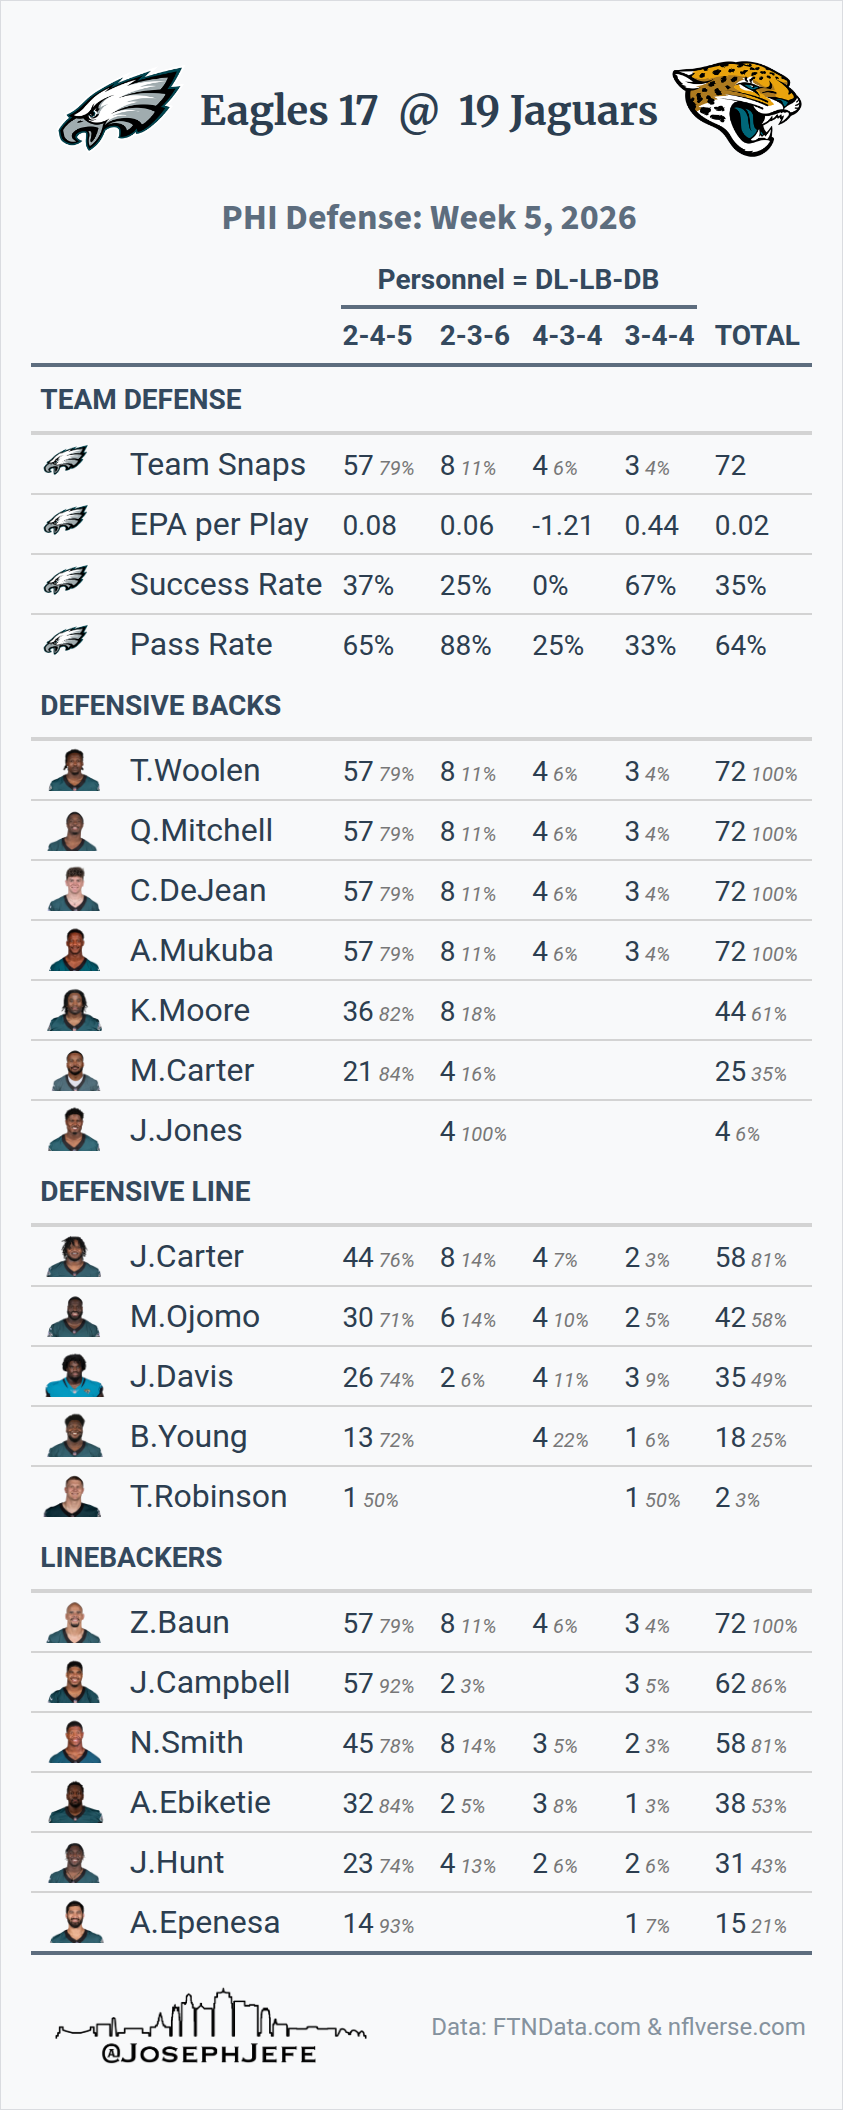 Eagles 17 @ 19 Jaguars
PHI Defense: Week 5, 2026
Personnel = DL-LB-DB
2-4-5 2-3-6 4-3-4 3-4-4 TOTAL
TEAM DEFENSE
Team Snaps 57 79% 8 11% 4 6% 3 4% 72
EPA per Play 0.08 0.06 -1.21 0.44 0.02
Success Rate 37% 25% 0% 67% 35%
Pass Rate 65% 88% 25% 33% 64%
DEFENSIVE BACKS
T.Woolen 57 79% 8 11% 4 6% 3 4% 72 100%
Q.Mitchell 57 79% 8 11% 4 6% 3 4% 72 100%
C.DeJean 57 79% 8 11% 4 6% 3 4% 72 100%
A.Mukuba 57 79% 8 11% 4 6% 3 4% 72 100%
K.Moore 36 82% 8 18% 44 61%
M.Carter 21 84% 4 16% 25 35%
J.Jones 4 100% 4 6%
DEFENSIVE LINE
J.Carter 44 76% 8 14% 4 7% 2 3% 58 81%
M.Ojomo 30 71% 6 14% 4 10% 2 5% 42 58%
J.Davis 26 74% 2 6% 4 11% 3 9% 35 49%
B.Young 13 72% 4 22% 1 6% 18 25%
T.Robinson 1 50% 1 50% 2 3%
LINEBACKERS
Z.Baun 57 79% 8 11% 4 6% 3 4% 72 100%
J.Campbell 57 92% 2 3% 3 5% 62 86%
N.Smith 45 78% 8 14% 3 5% 2 3% 58 81%
A.Ebiketie 32 84% 2 5% 3 8% 1 3% 38 53%
J.Hunt 23 74% 4 13% 2 6% 2 6% 31 43%
A.Epenesa 14 93% 1 7% 15 21%
@JOSEPHJEFE
Data: FTNData.com & nflverse.com